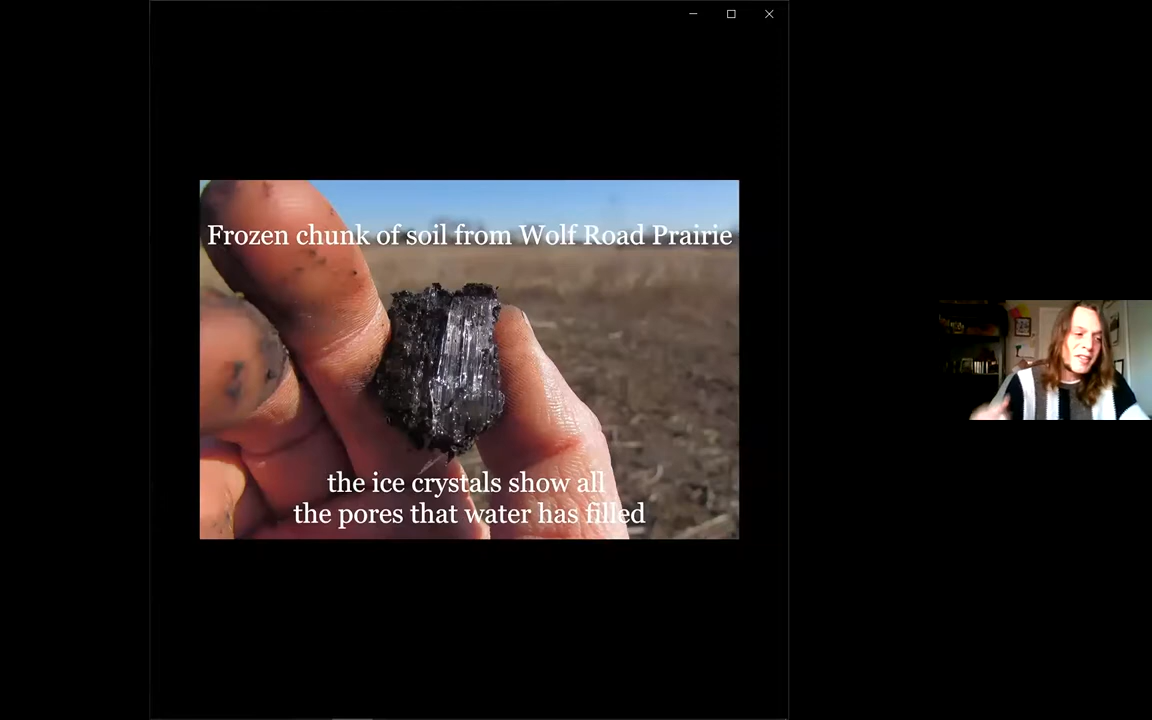 Frozen chunk of soil from Wolf Road Prairie
the ice crystals show all
the pores that water has filled